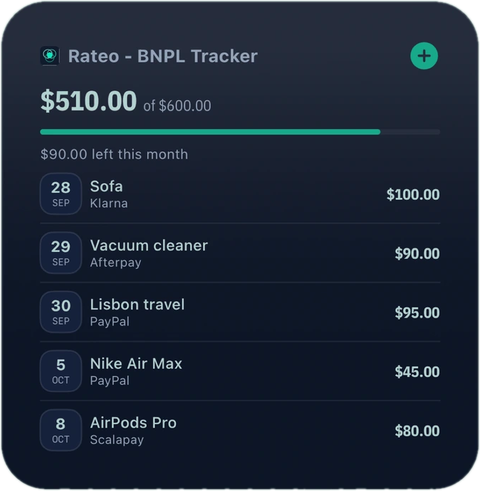 Rateo - BNPL Tracker
$510.00 of $600.00
$90.00 left this month
28 SEP
Sofa
Klarna
$100.00
29 SEP
Vacuum cleaner
Afterpay
$90.00
30 SEP
Lisbon travel
PayPal
$95.00
5 OCT
Nike Air Max
PayPal
$45.00
8 OCT
AirPods Pro
Scalapay
$80.00